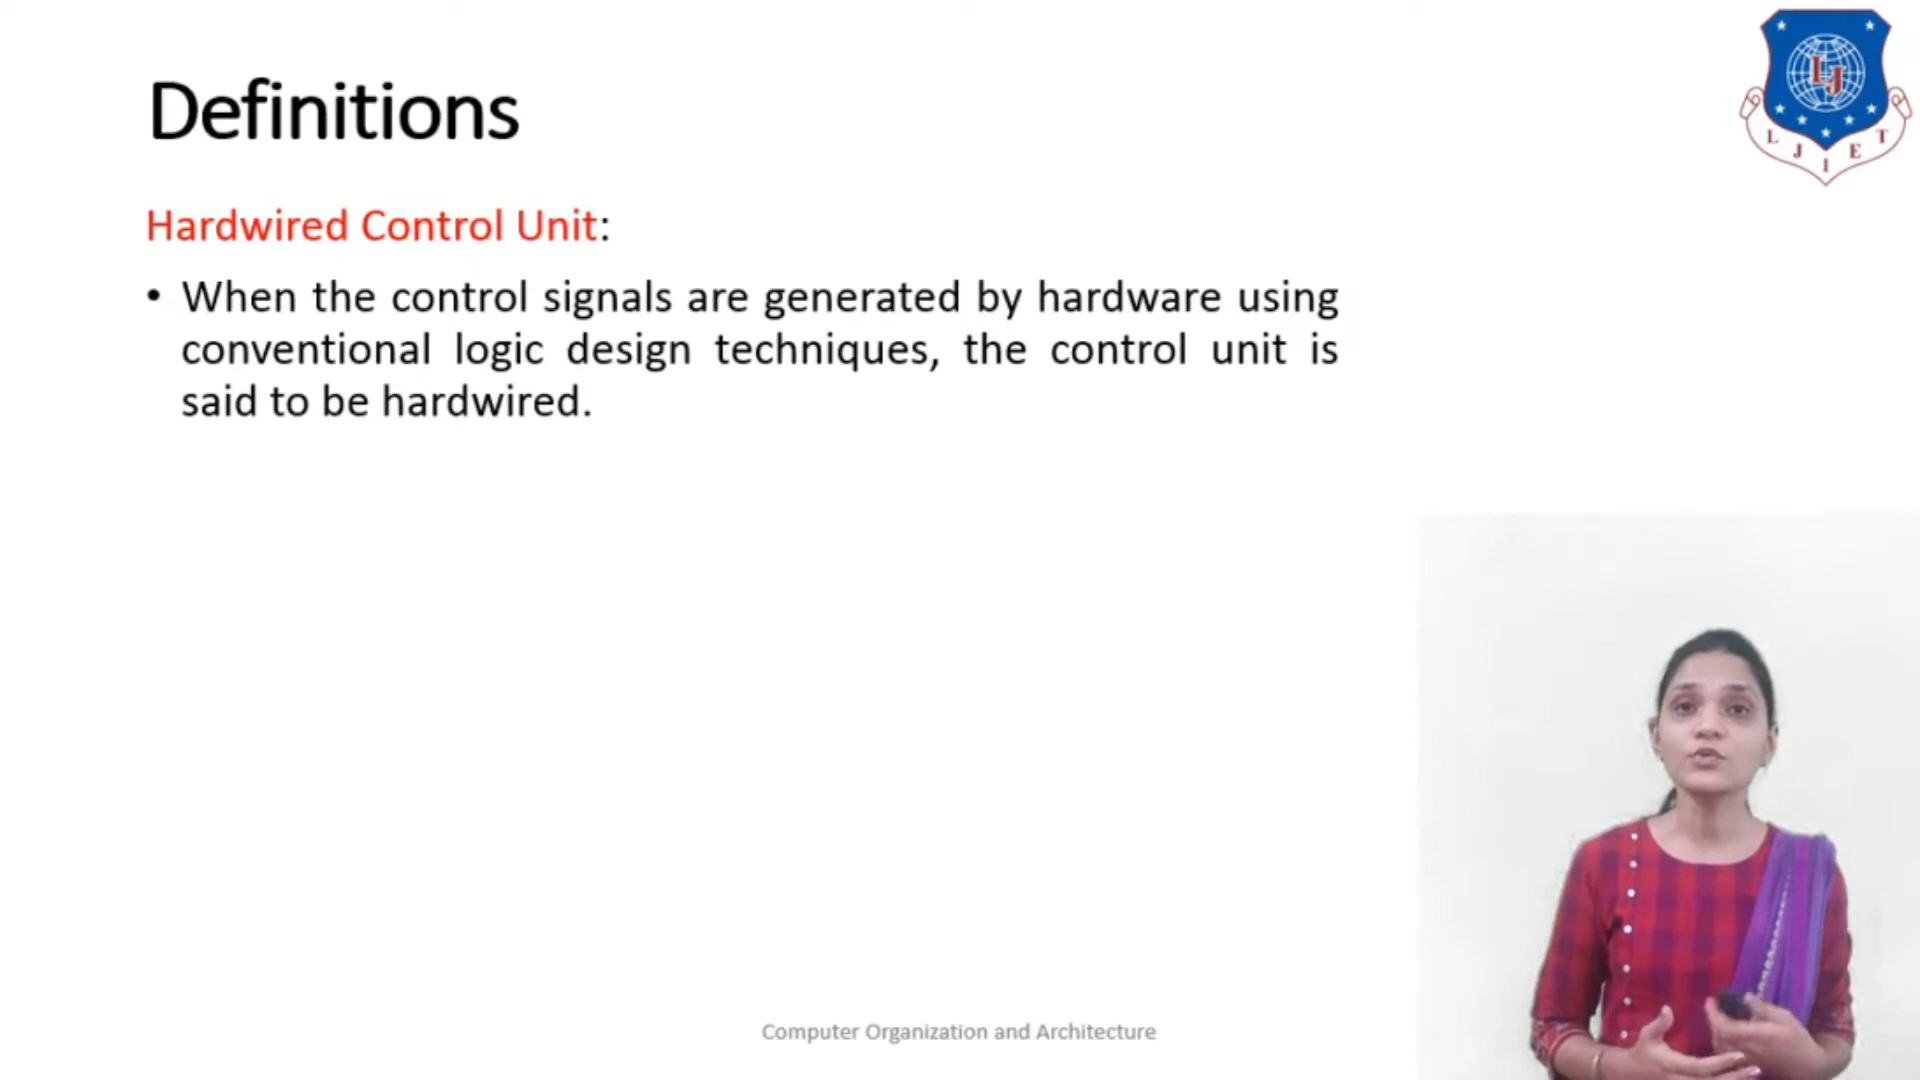 Definitions
LJ
L J I E T
Hardwired Control Unit:
• When the control signals are generated by hardware using
conventional logic design techniques, the control unit is
said to be hardwired.
Computer Organization and Architecture